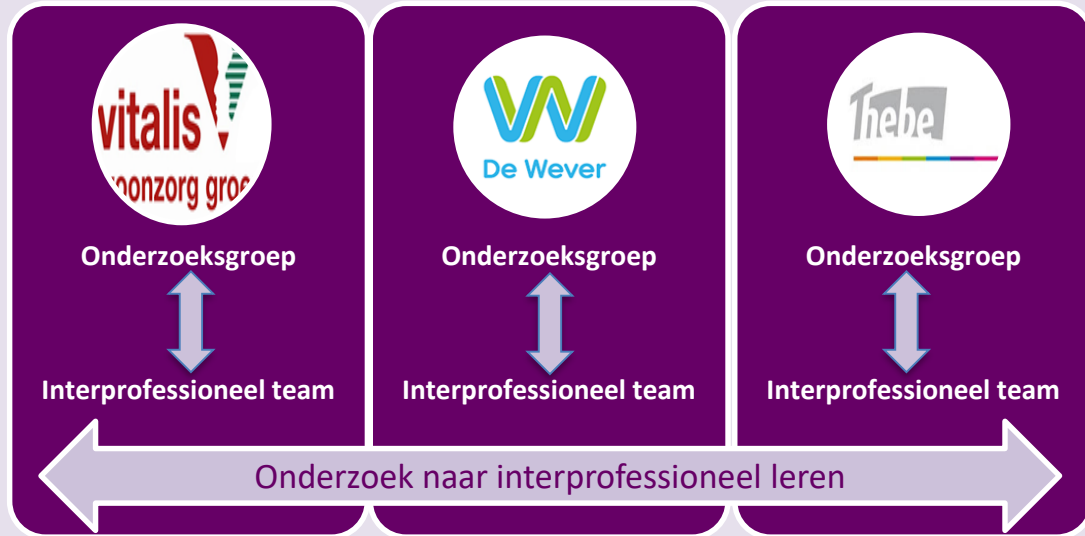 vitalis
De Wever
Thebe
Onderzoeksgroep
Onderzoeksgroep
Onderzoeksgroep
Interprofessioneel team
Interprofessioneel team
Interprofessioneel team
Onderzoek naar interprofessioneel leren